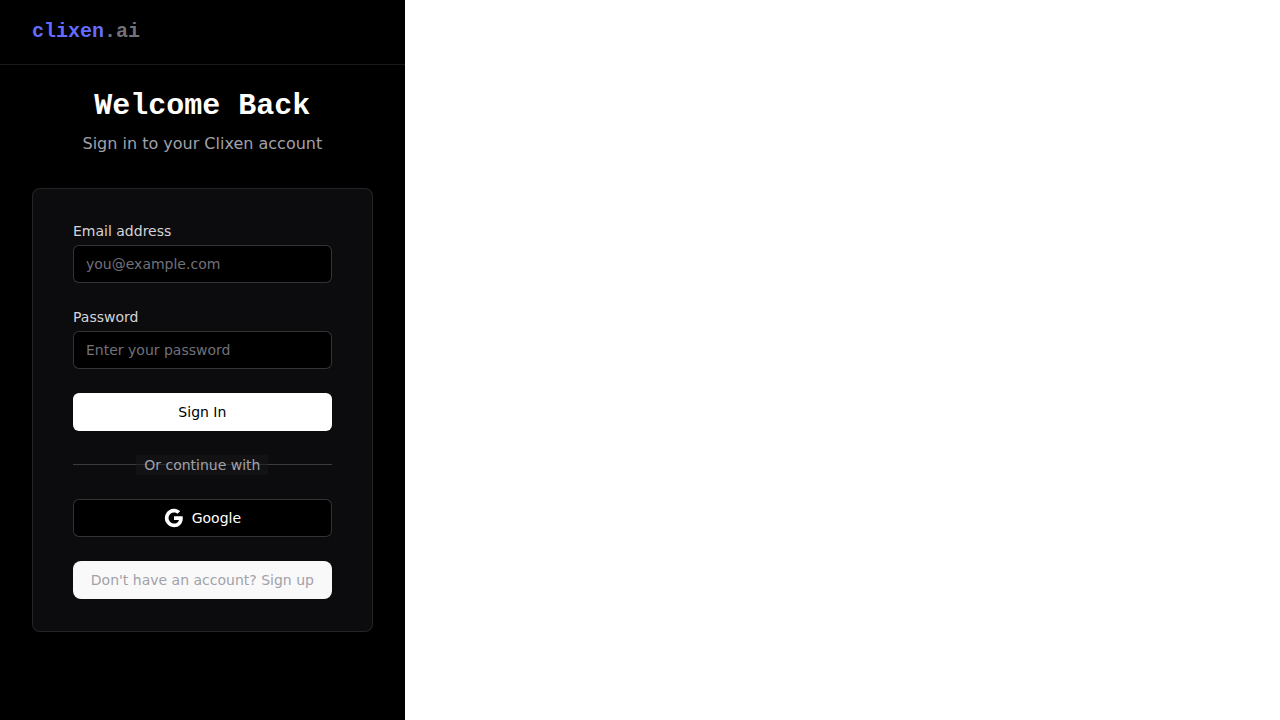 clixen.ai
Welcome Back
Sign in to your Clixen account
Email address
you@example.com
Password
Enter your password
Sign In
Or continue with
Google
Don't have an account? Sign up